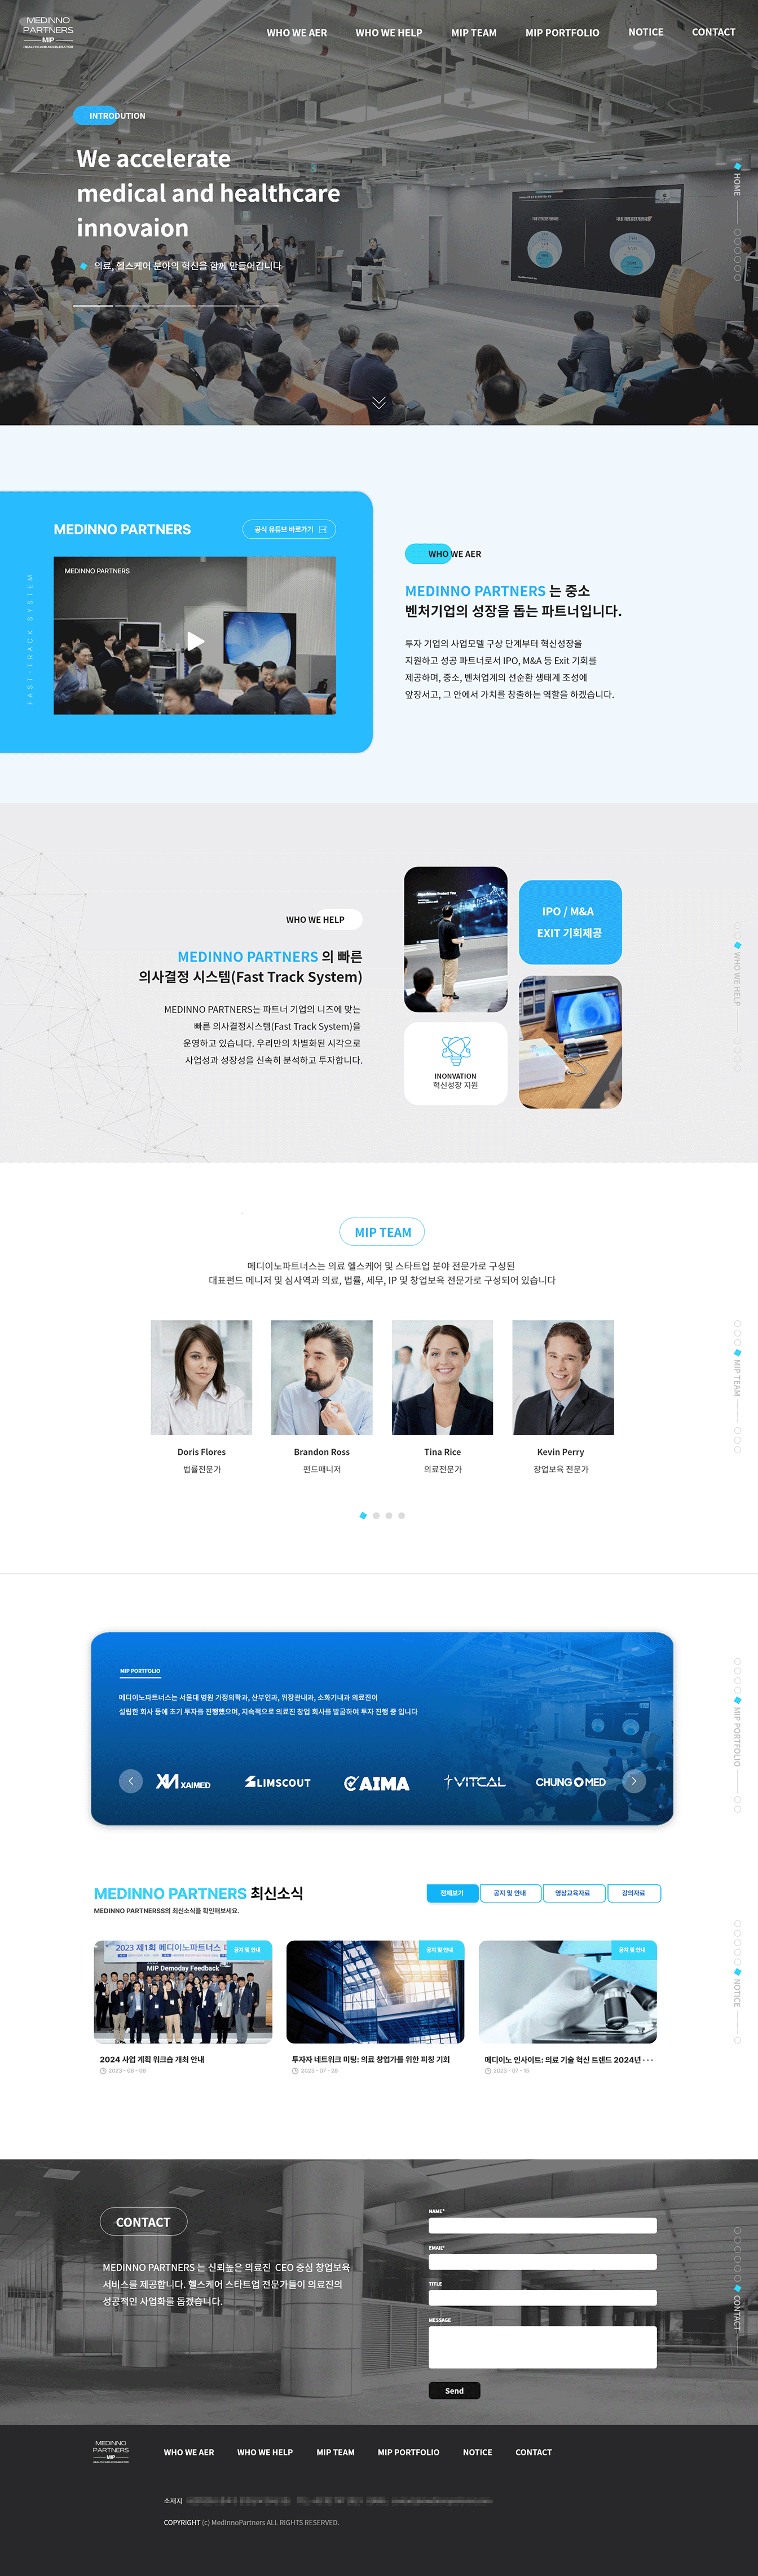 MEDINNO
PARTNERS
MIP
HEALTHCARE ACCELERATOR
WHO WE AER
WHO WE HELP
MIP TEAM
MIP PORTFOLIO
NOTICE
CONTACT
INTRODUTION
We accelerate
medical and healthcare
innovaion
의료, 헬스케어 분야의 혁신을 함께 만들어갑니다
HOME
MEDINNO PARTNERS
공식 유튜브 바로가기
MEDINNO PARTNERS
FAST-TRACK SYSTEM
WHO WE AER
MEDINNO PARTNERS 는 중소
벤처기업의 성장을 돕는 파트너입니다.
투자 기업의 사업모델 구상 단계부터 혁신성장을
지원하고 성공 파트너로서 IPO, M&A 등 Exit 기회를
제공하며, 중소, 벤처업계의 선순환 생태계 조성에
앞장서고, 그 안에서 가치를 창출하는 역할을 하겠습니다.
WHO WE HELP
MEDINNO PARTNERS 의 빠른
의사결정 시스템(Fast Track System)
MEDINNO PARTNERS는 파트너 기업의 니즈에 맞는
빠른 의사결정시스템(Fast Track System)을
운영하고 있습니다. 우리만의 차별화된 시각으로
사업성과 성장성을 신속히 분석하고 투자합니다.
IPO / M&A
EXIT 기회제공
INONVATION
혁신성장 지원
WHO WE HELP
MIP TEAM
메디이노파트너스는 의료 헬스케어 및 스타트업 분야 전문가로 구성된
대표펀드 메니저 및 심사역과 의료, 법률, 세무, IP 및 창업보육 전문가로 구성되어 있습니다
Doris Flores
법률전문가
Brandon Ross
펀드매니저
Tina Rice
의료전문가
Kevin Perry
창업보육 전문가
MIP TEAM
MIP PORTFOLIO
메디이노파트너스는 서울대 병원 가정의학과, 산부인과, 위장관내과, 소화기내과 의료진이
설립한 회사 등에 초기 투자를 진행했으며, 지속적으로 의료진 창업 회사를 발굴하여 투자 진행 중 입니다
XAIMED
SLIMSCOUT
AIMA
VITCAL
CHUNG MED
MIP PORTFOLIO
MEDINNO PARTNERS 최신소식
MEDINNO PARTNERSS의 최신소식을 확인해보세요.
전체보기
공지 및 안내
영상교육자료
강의자료
2023 제1회 메디이노파트너스 데
MIP Demoday Feedback
공지 및 안내
공지 및 안내
공지 및 안내
2024 사업 계획 워크숍 개최 안내
2023 - 08 - 08
투자자 네트워크 미팅: 의료 창업가를 위한 피칭 기회
2023 - 07 - 28
메디이노 인사이트: 의료 기술 혁신 트렌드 2024년 · · ·
2023 - 07 - 15
NOTICE
CONTACT
MEDINNO PARTNERS 는 신뢰높은 의료진 CEO 중심 창업보육
서비스를 제공합니다. 헬스케어 스타트업 전문가들이 의료진의
성공적인 사업화를 돕겠습니다.
NAME*
EMAIL*
TITLE
MESSAGE
Send
CONTACT
MEDINNO
PARTNERS
MIP
HEALTHCARE ACCELERATOR
WHO WE AER
WHO WE HELP
MIP TEAM
MIP PORTFOLIO
NOTICE
CONTACT
소재지
COPYRIGHT (c) MedinnoPartners ALL RIGHTS RESERVED.